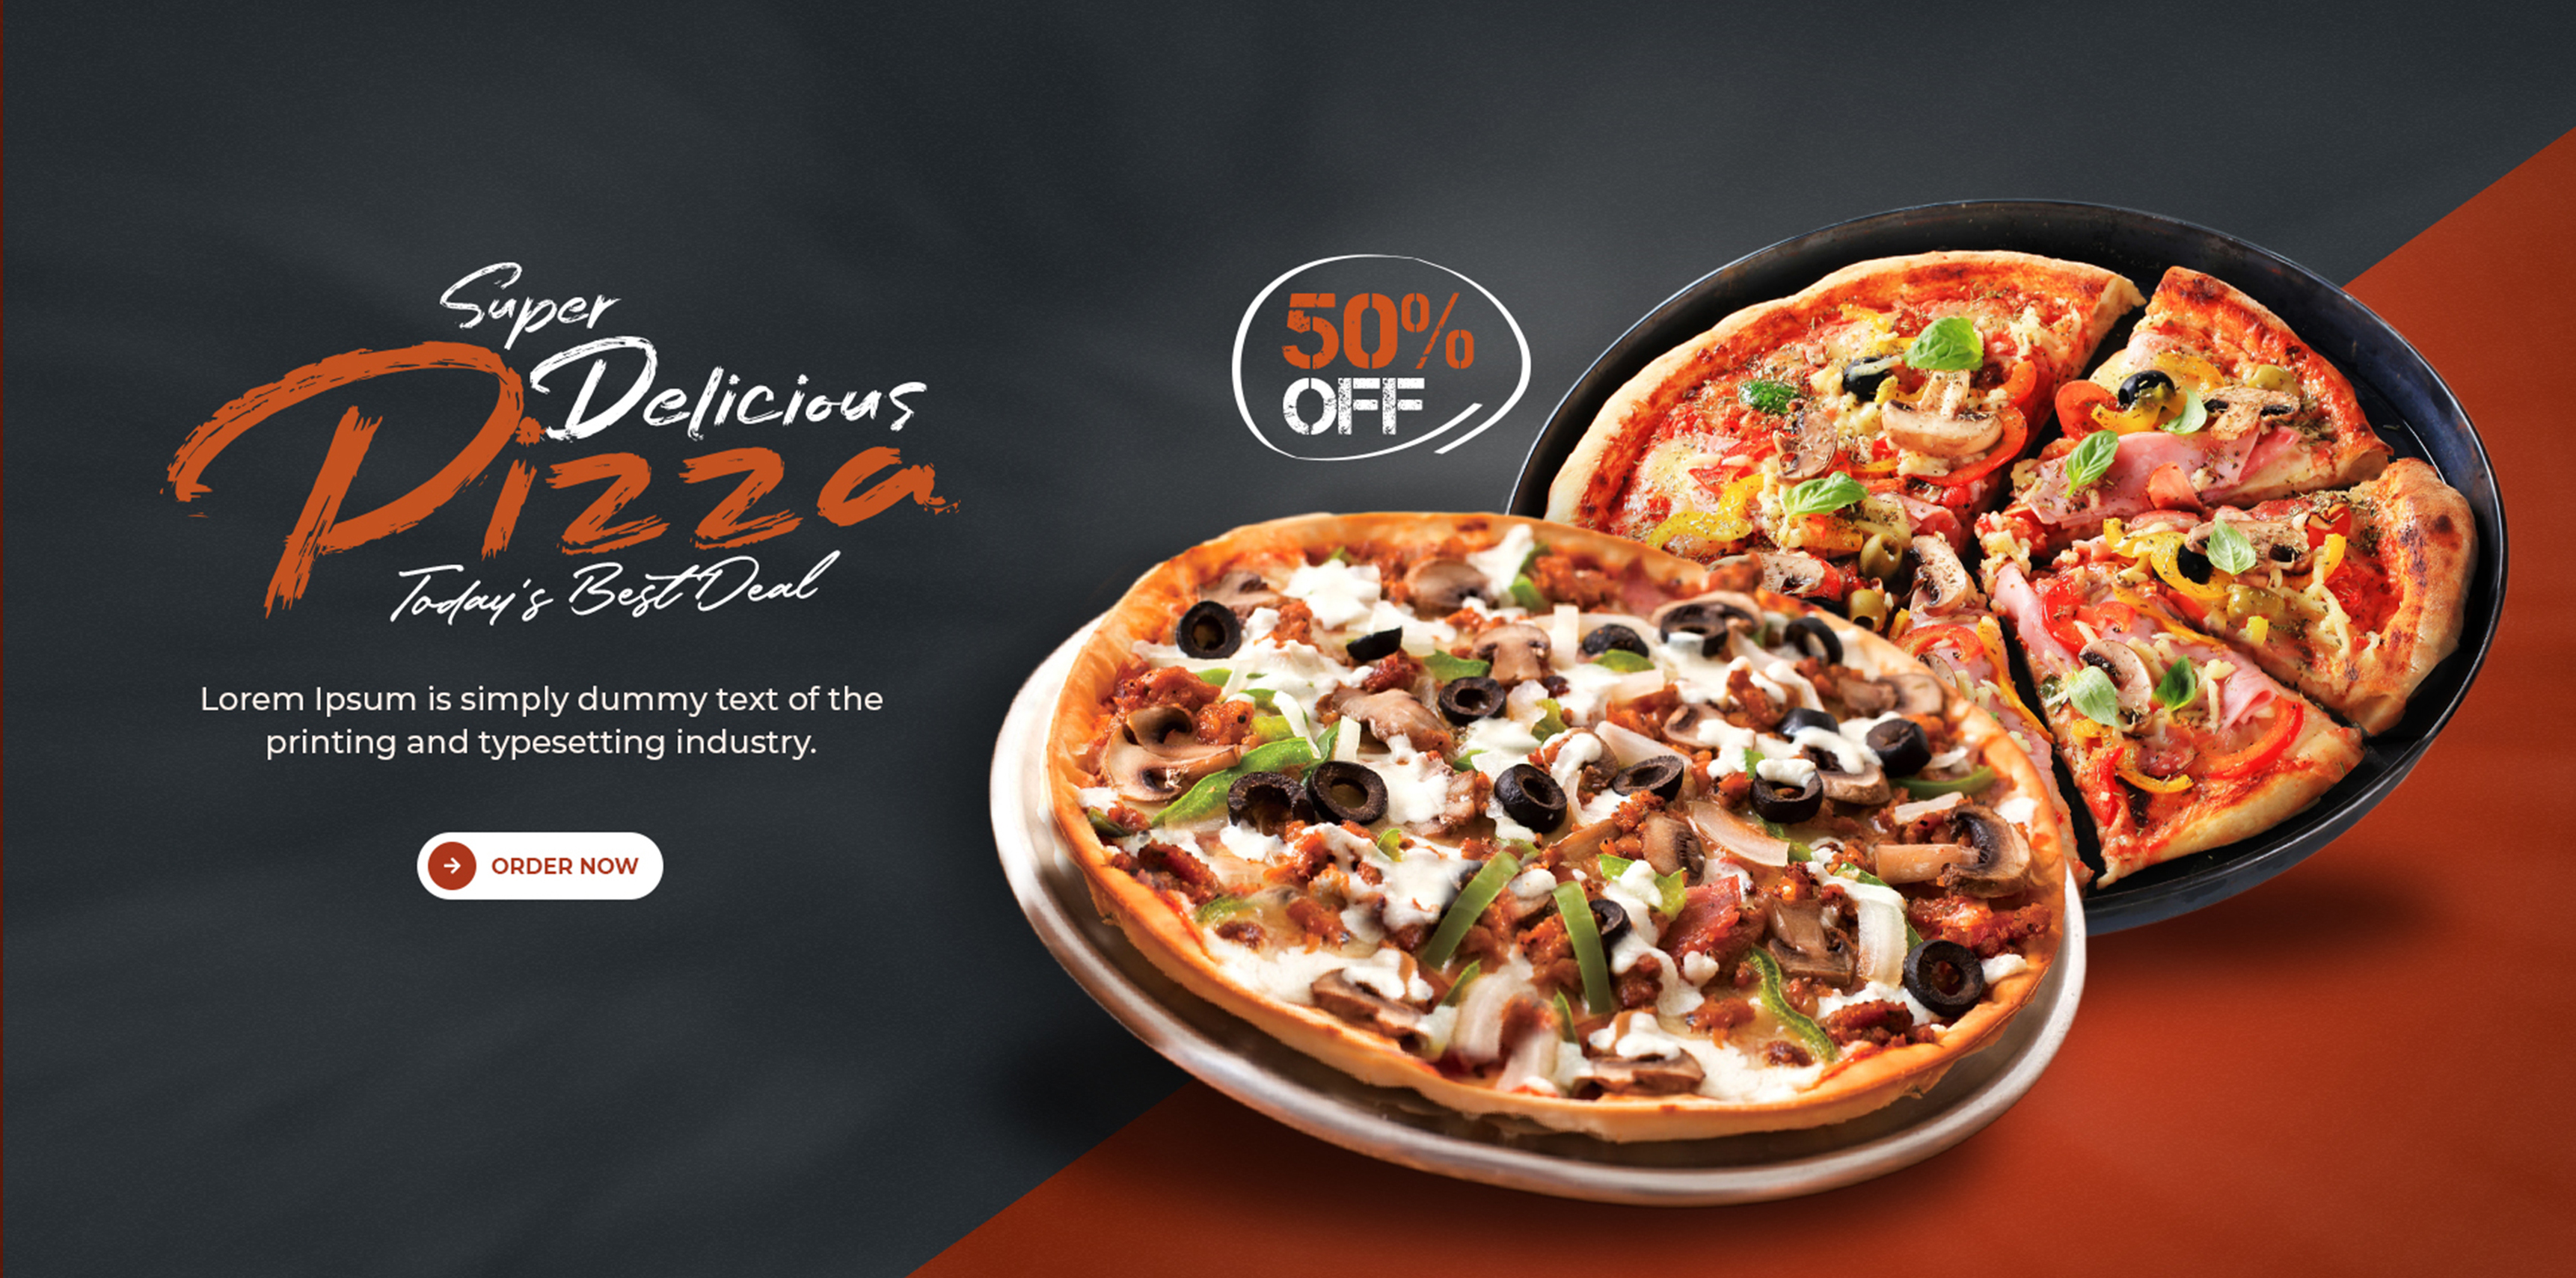 Super
Delicious
Pizza
Today's Best Deal
Lorem Ipsum is simply dummy text of the
printing and typesetting industry.
ORDER NOW
50%
OFF